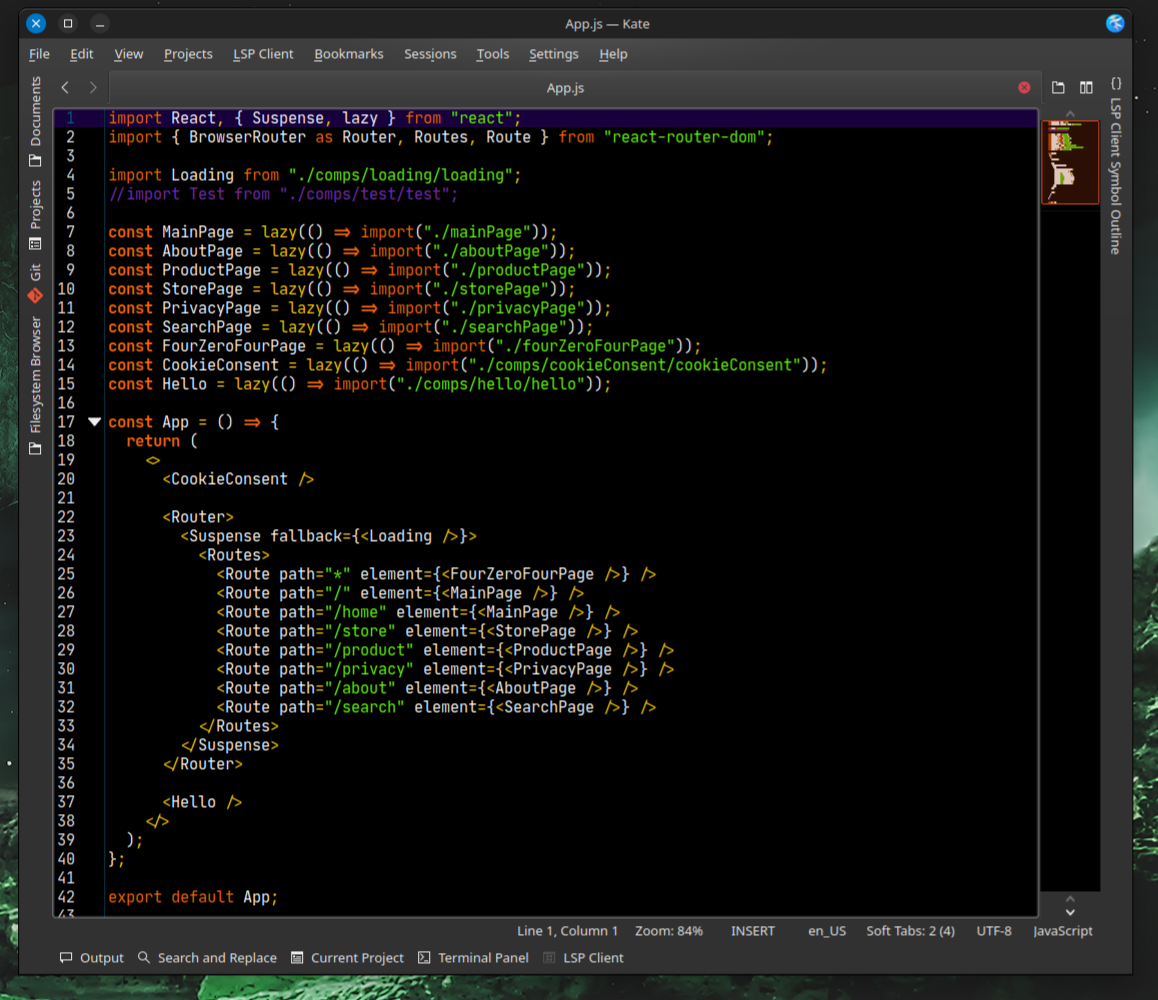 App.js — Kate
File Edit View Projects LSP Client Bookmarks Sessions Tools Settings Help
App.js
Documents
Projects
Git
Filesystem Browser
1 import React, { Suspense, lazy } from "react";
2 import { BrowserRouter as Router, Routes, Route } from "react-router-dom";
3
4 import Loading from "./comps/loading/loading";
5 //import Test from "./comps/test/test";
6
7 const MainPage = lazy(() => import("./mainPage"));
8 const AboutPage = lazy(() => import("./aboutPage"));
9 const ProductPage = lazy(() => import("./productPage"));
10 const StorePage = lazy(() => import("./storePage"));
11 const PrivacyPage = lazy(() => import("./privacyPage"));
12 const SearchPage = lazy(() => import("./searchPage"));
13 const FourZeroFourPage = lazy(() => import("./fourZeroFourPage"));
14 const CookieConsent = lazy(() => import("./comps/cookieConsent/cookieConsent"));
15 const Hello = lazy(() => import("./comps/hello/hello"));
16
17 const App = () => {
18   return (
19     <>
20       <CookieConsent />
21
22       <Router>
23         <Suspense fallback={<Loading />}>
24           <Routes>
25             <Route path="*" element={<FourZeroFourPage />} />
26             <Route path="/" element={<MainPage />} />
27             <Route path="/home" element={<MainPage />} />
28             <Route path="/store" element={<StorePage />} />
29             <Route path="/product" element={<ProductPage />} />
30             <Route path="/privacy" element={<PrivacyPage />} />
31             <Route path="/about" element={<AboutPage />} />
32             <Route path="/search" element={<SearchPage />} />
33           </Routes>
34         </Suspense>
35       </Router>
36
37       <Hello />
38     </>
39   );
40 };
41
42 export default App;
43
{} LSP Client Symbol Outline
Line 1, Column 1 Zoom: 84% INSERT en_US Soft Tabs: 2 (4) UTF-8 JavaScript
Output Search and Replace Current Project Terminal Panel LSP Client